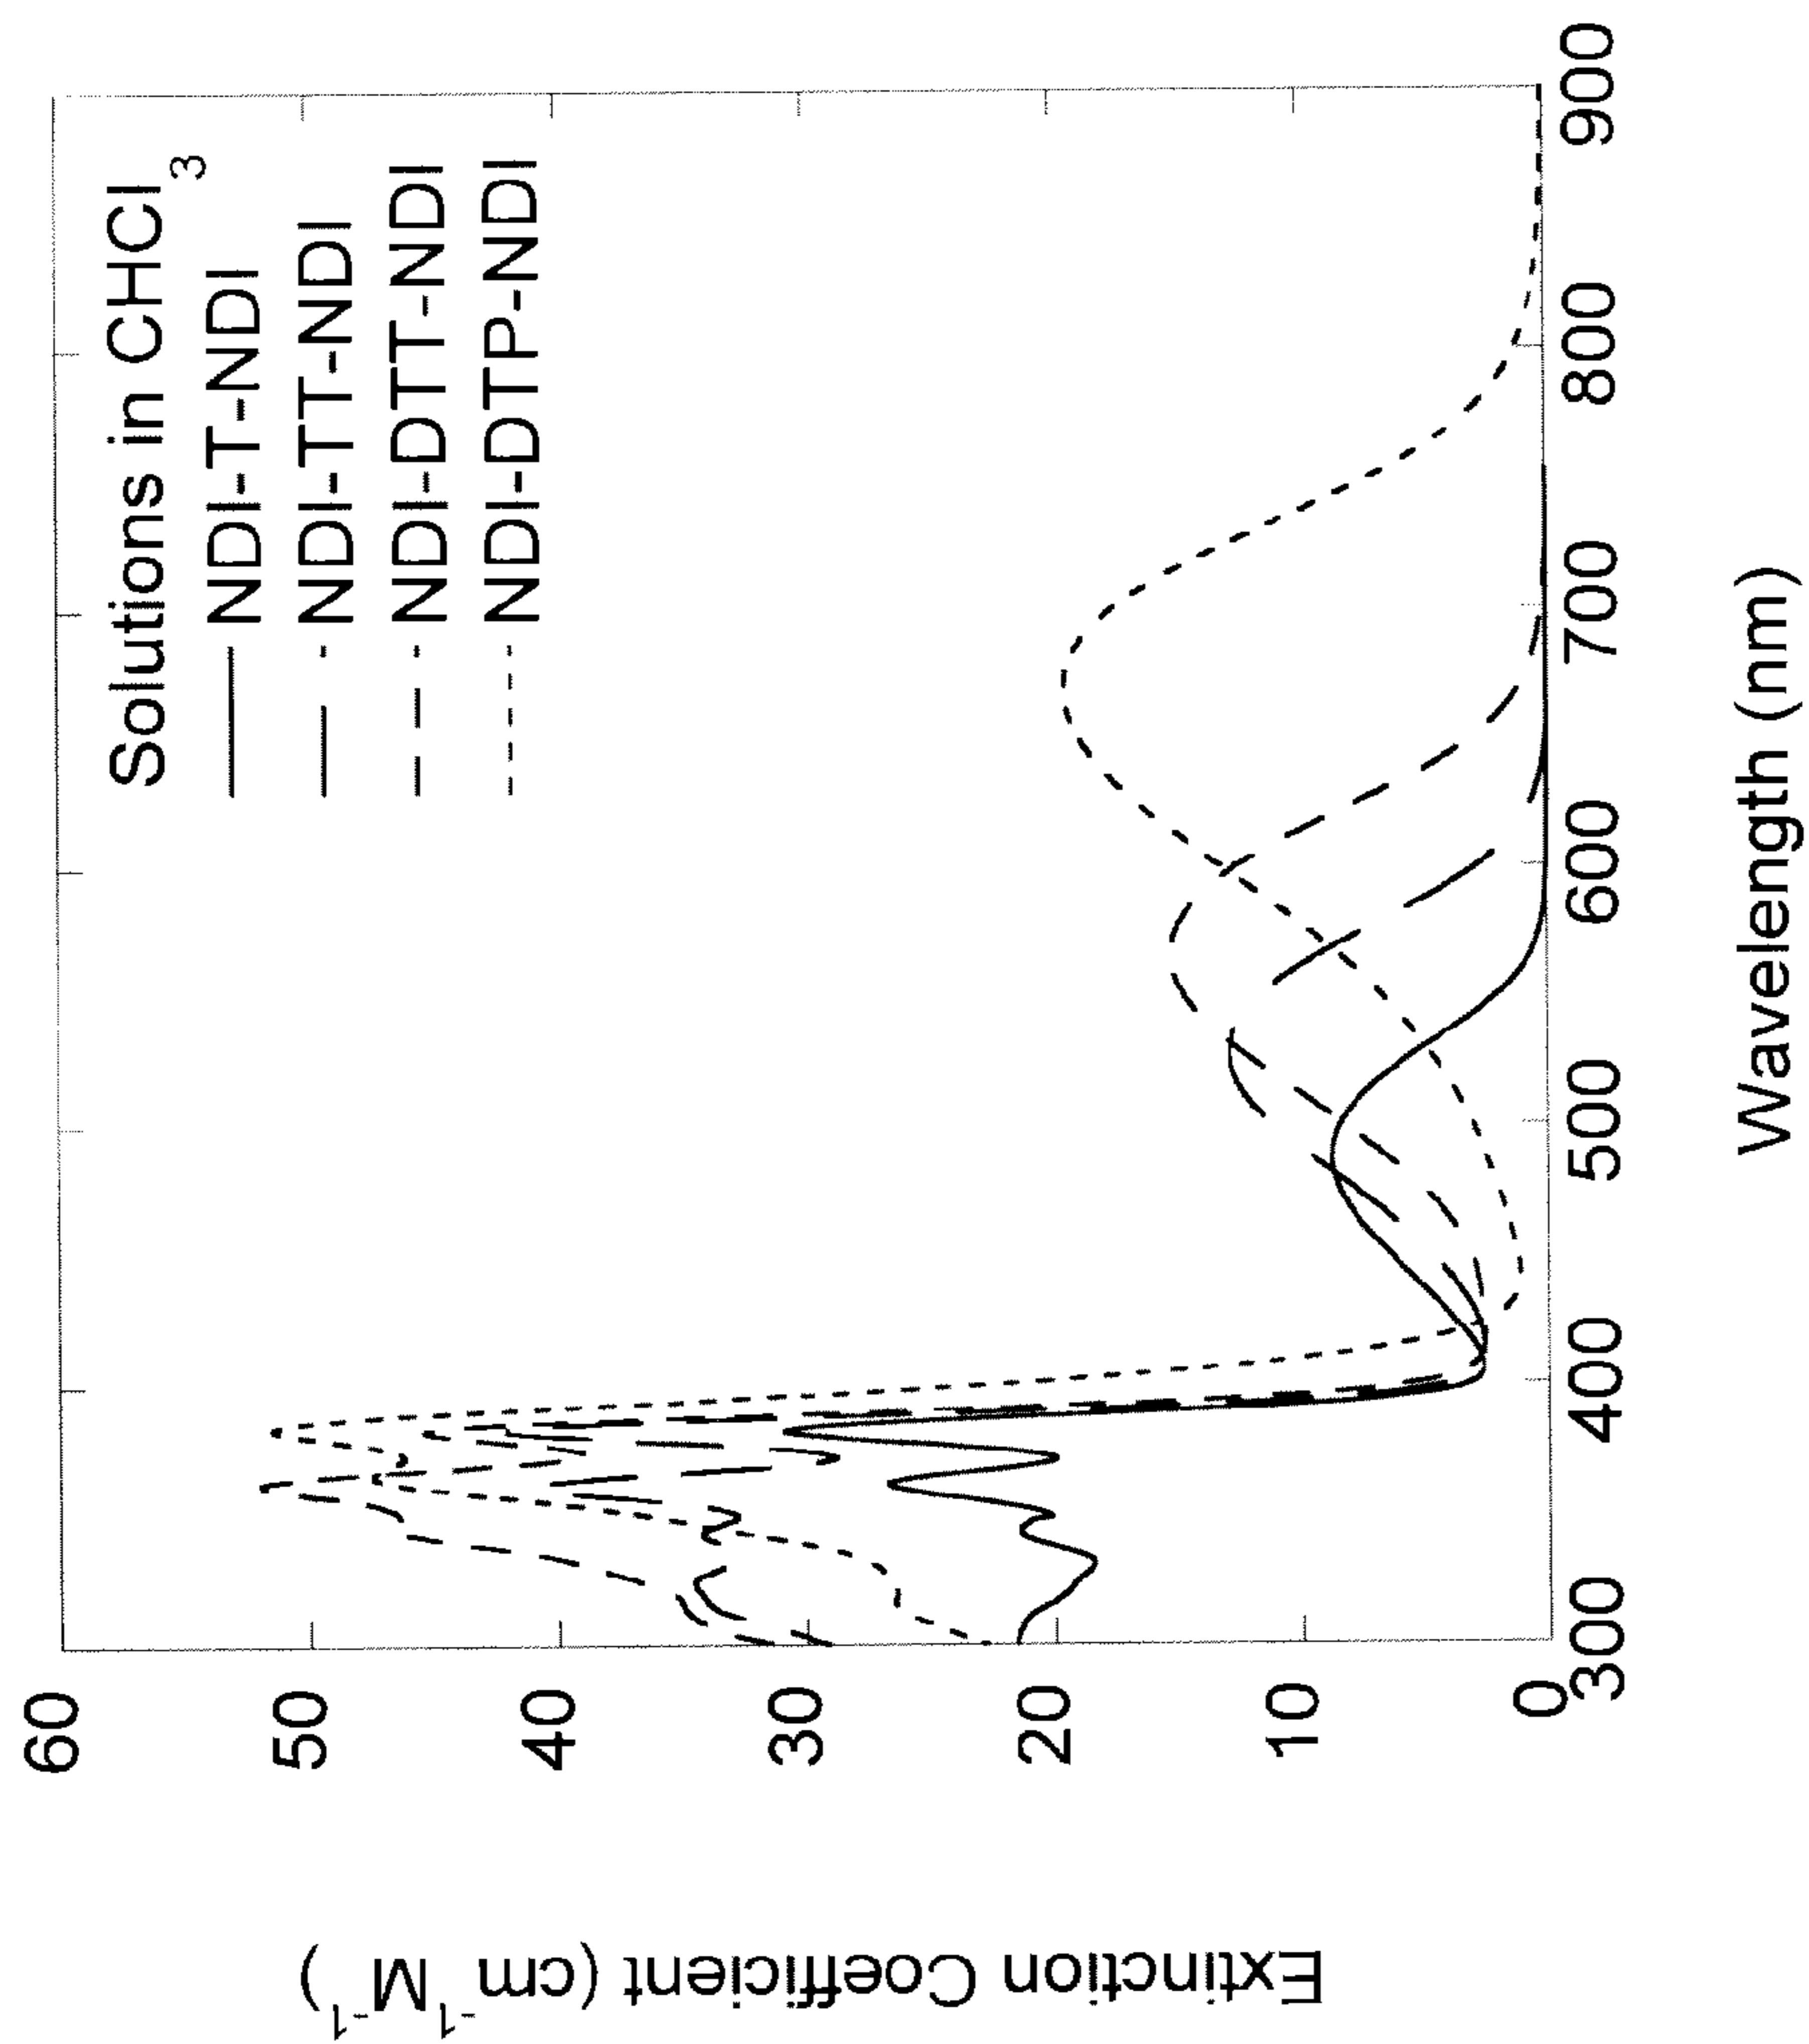 Solutions in CHCl3
NDI-T-NDI
NDI-TT-NDI
NDI-DTT-NDI
NDI-DTP-NDI
60
50
40
30
20
10
0
300
400
500
600
700
800
900
Wavelength (nm)
Extinction Coefficient (cm-1M-1)